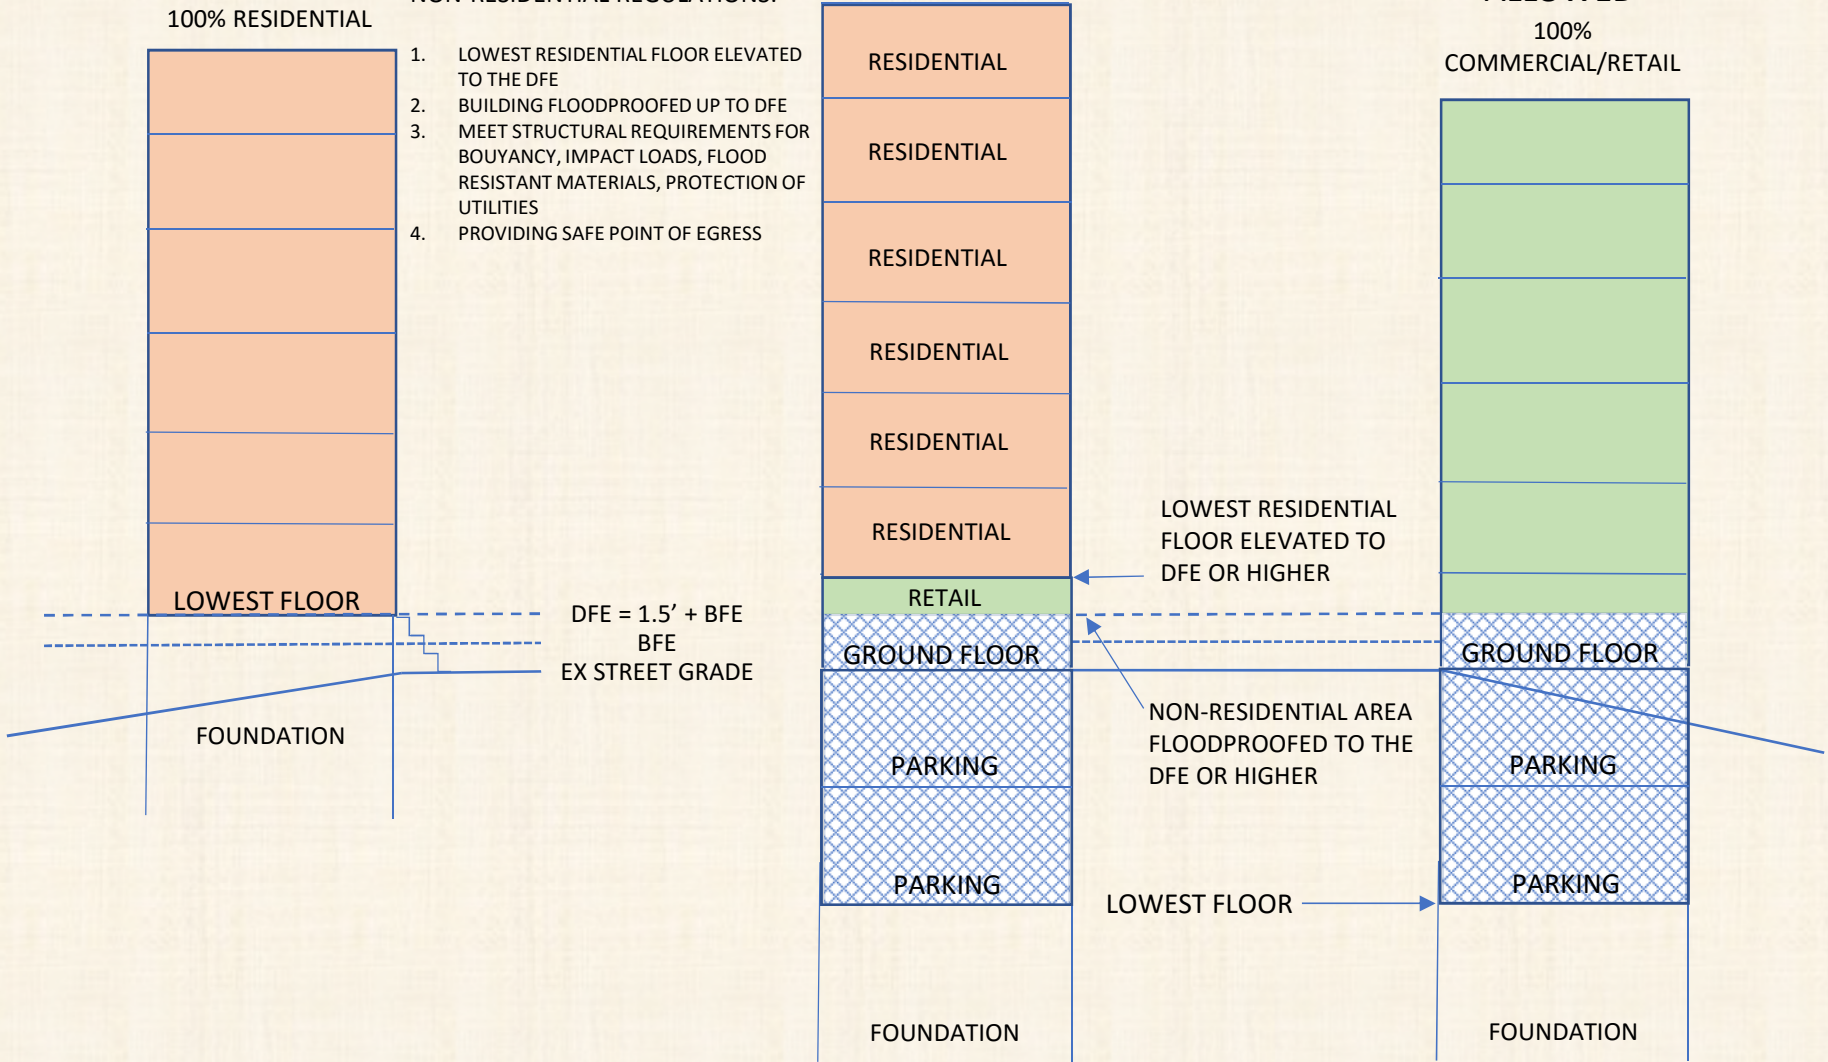 100% RESIDENTIAL
NON-RESIDENTIAL REGULATIONS:
1. LOWEST RESIDENTIAL FLOOR ELEVATED
TO THE DFE
2. BUILDING FLOODPROOFED UP TO DFE
3. MEET STRUCTURAL REQUIREMENTS FOR
BOUYANCY, IMPACT LOADS, FLOOD
RESISTANT MATERIALS, PROTECTION OF
UTILITIES
4. PROVIDING SAFE POINT OF EGRESS
LOWEST FLOOR
FOUNDATION
DFE = 1.5’ + BFE
BFE
EX STREET GRADE
RESIDENTIAL
RESIDENTIAL
RESIDENTIAL
RESIDENTIAL
RESIDENTIAL
RESIDENTIAL
RETAIL
GROUND FLOOR
PARKING
PARKING
FOUNDATION
LOWEST RESIDENTIAL
FLOOR ELEVATED TO
DFE OR HIGHER
NON-RESIDENTIAL AREA
FLOODPROOFED TO THE
DFE OR HIGHER
LOWEST FLOOR
ALLOWED
100%
COMMERCIAL/RETAIL
GROUND FLOOR
PARKING
PARKING
FOUNDATION